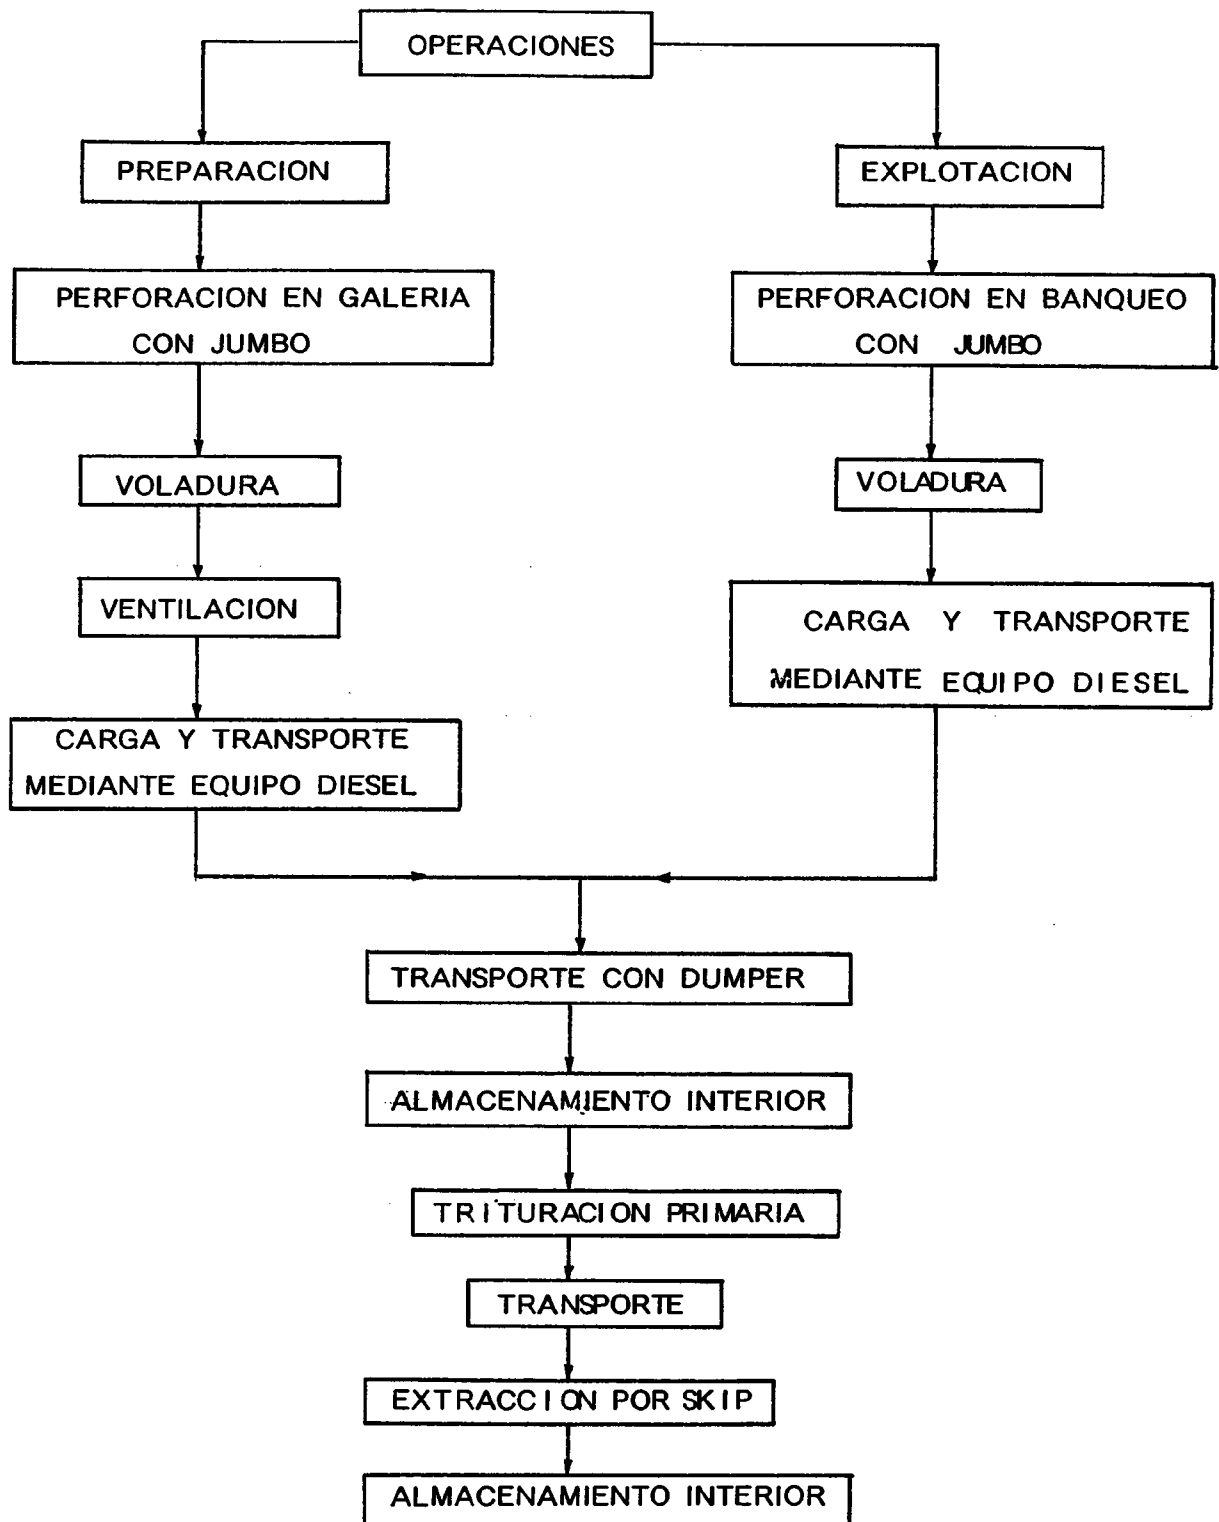 OPERACIONES
PREPARACION
EXPLOTACION
PERFORACION EN GALERIA
CON JUMBO
PERFORACION EN BANQUEO
CON JUMBO
VOLADURA
VOLADURA
VENTILACION
CARGA Y TRANSPORTE
MEDIANTE EQUIPO DIESEL
CARGA Y TRANSPORTE
MEDIANTE EQUIPO DIESEL
TRANSPORTE CON DUMPER
ALMACENAMIENTO INTERIOR
TRITURACION PRIMARIA
TRANSPORTE
EXTRACCION POR SKIP
ALMACENAMIENTO INTERIOR